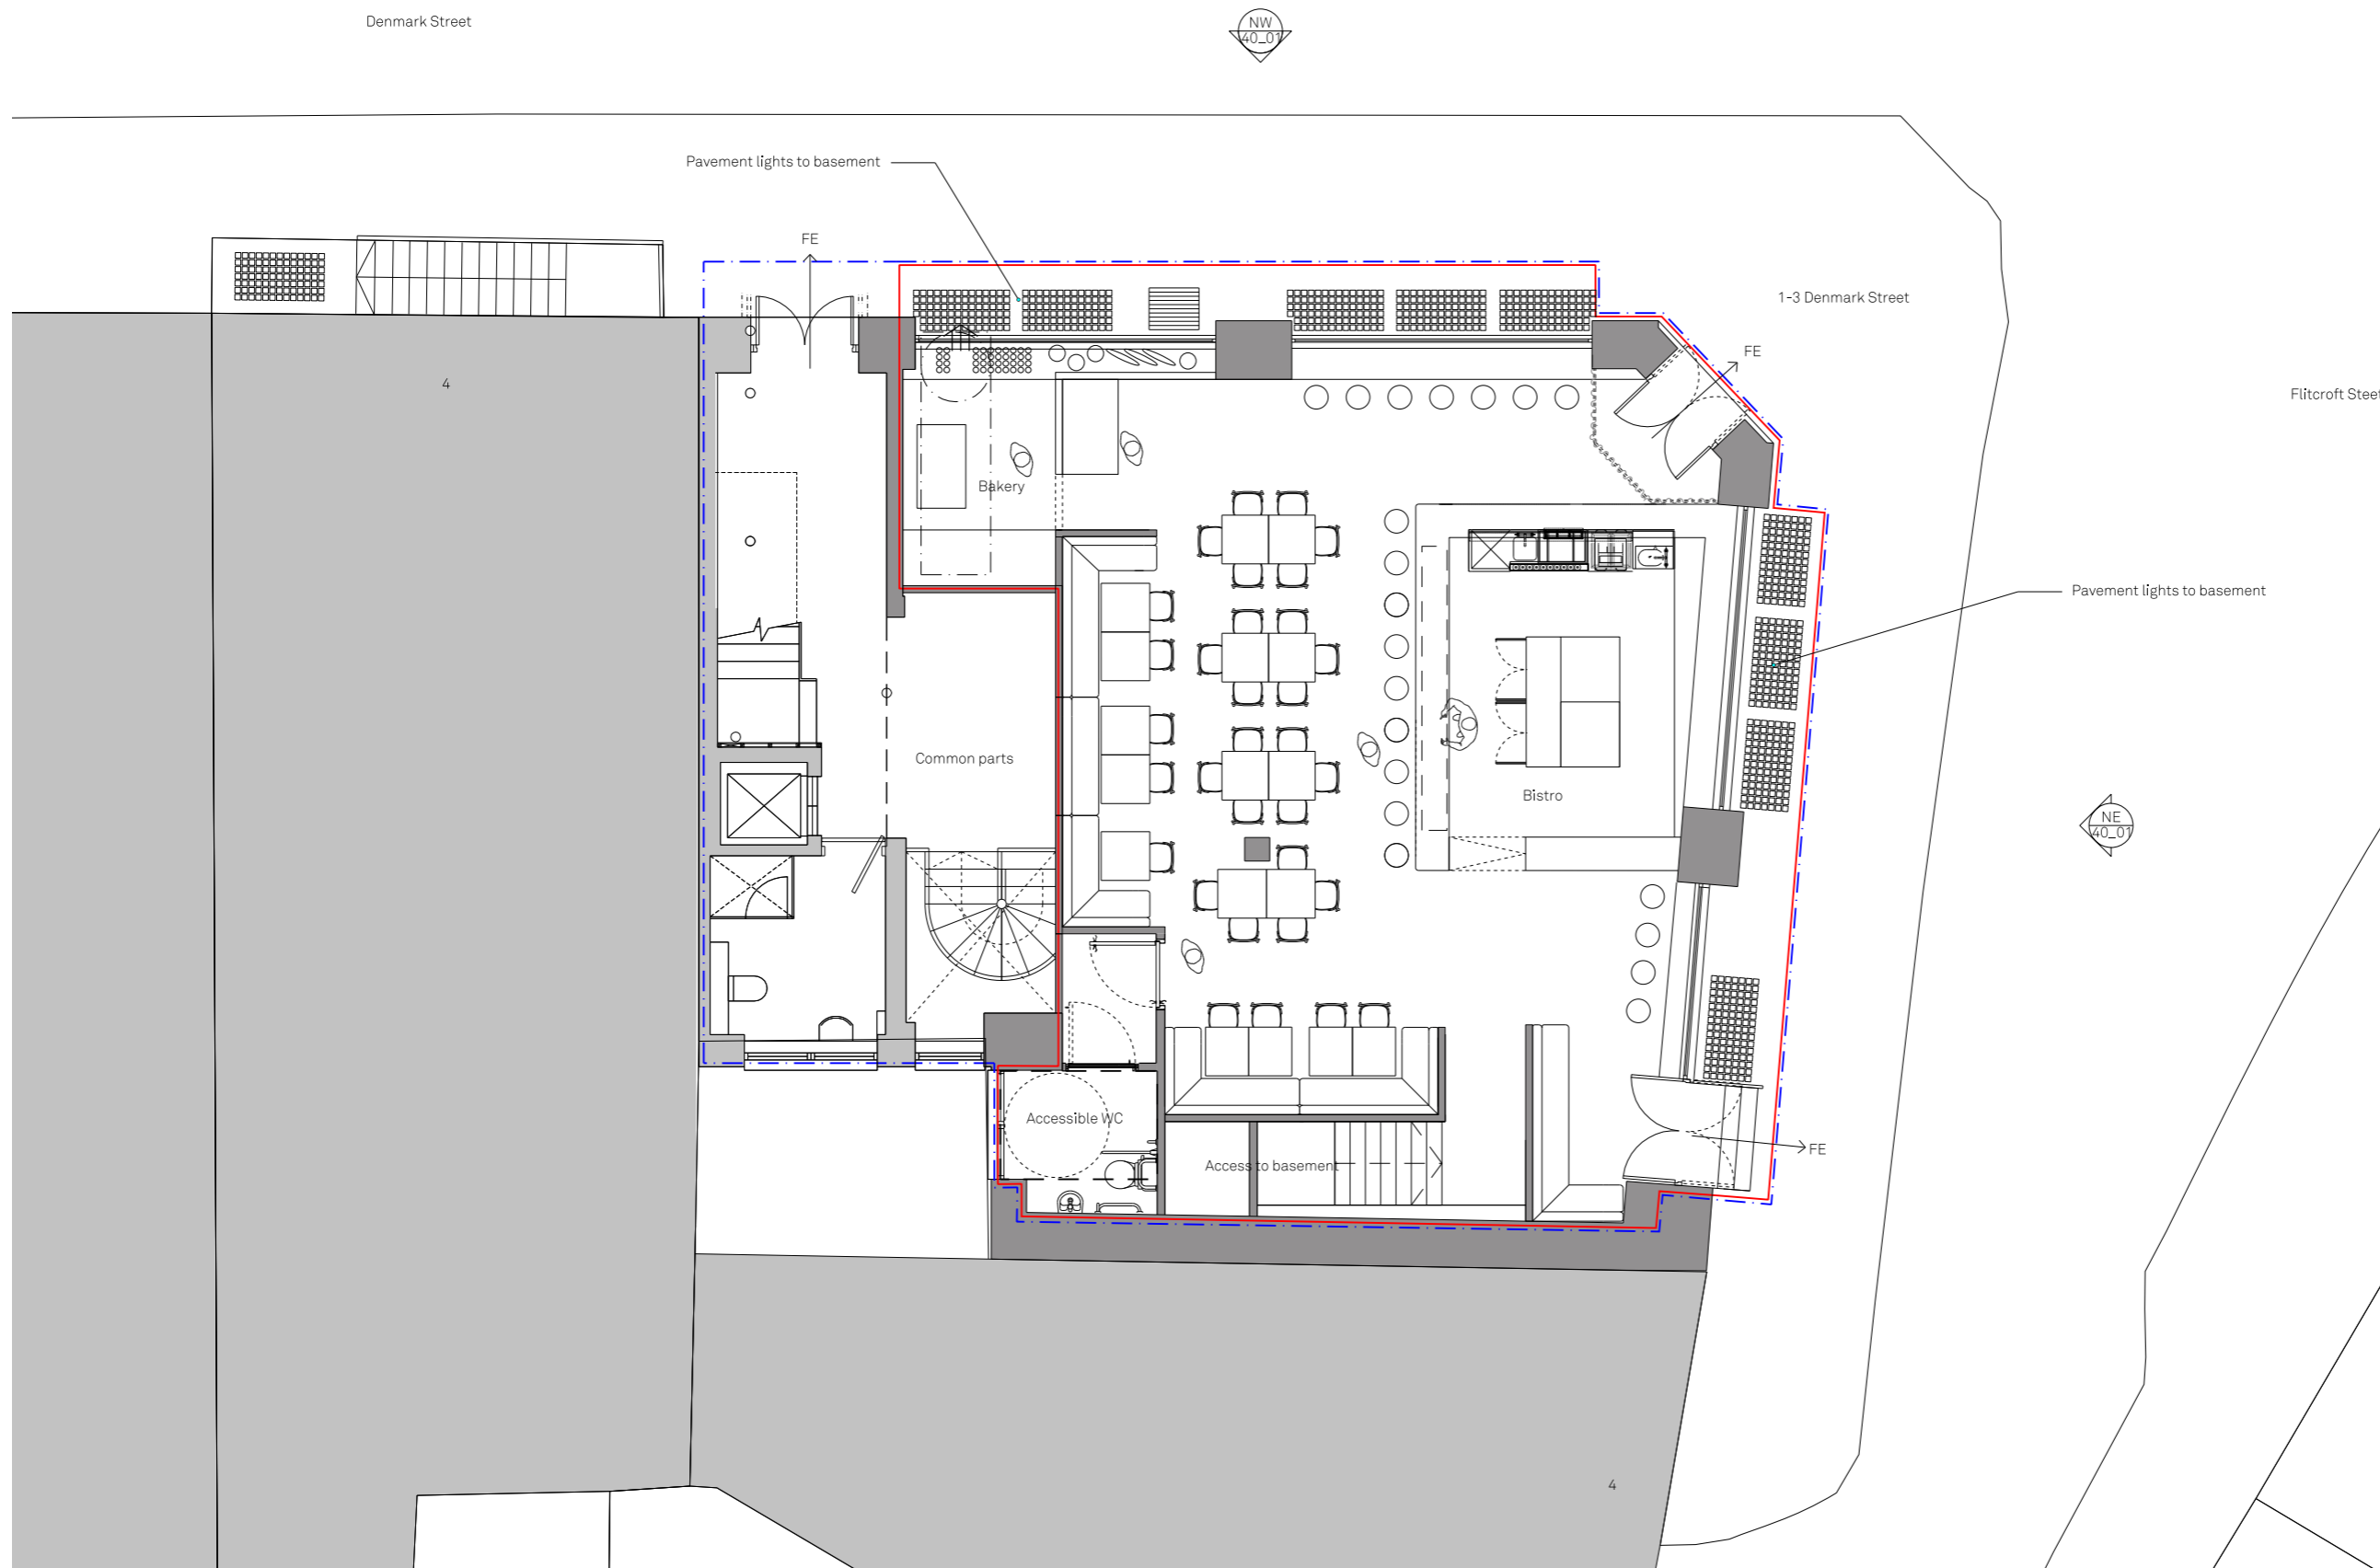 Denmark Street
NW
40_01
Pavement lights to basement
FE
1-3 Denmark Street
FE
4
Flitcroft Steet
Bakery
Pavement lights to basement
Common parts
Bistro
NE
40_01
Accessible WC
FE
Access to basement
4